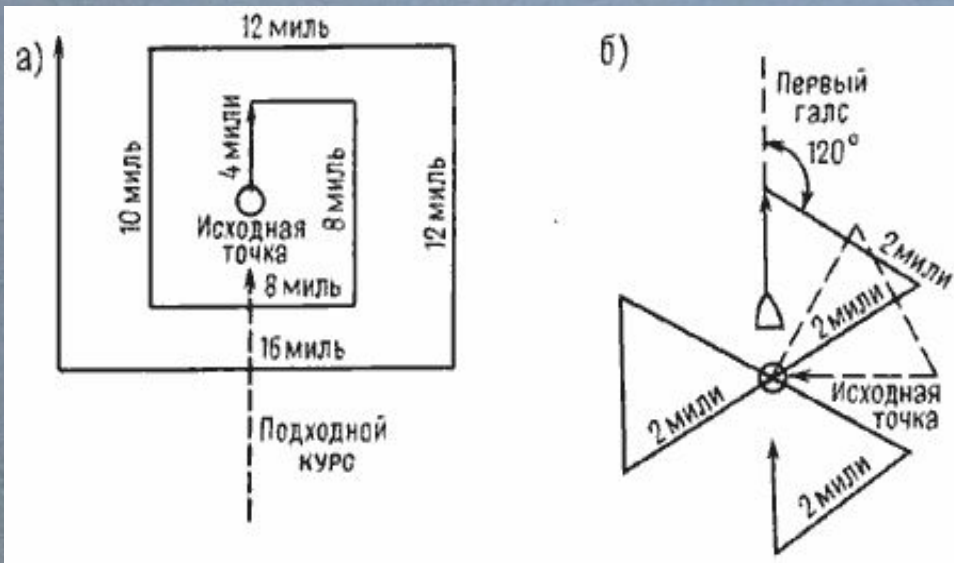 а)
12 миль
4 мили
10 миль
8 миль
12 миль
Исходная
точка
8 миль
16 миль
Подходной
курс
б)
Первый
галс
120°
2 мили
2 мили
2 мили
Исходная
точка
2 мили